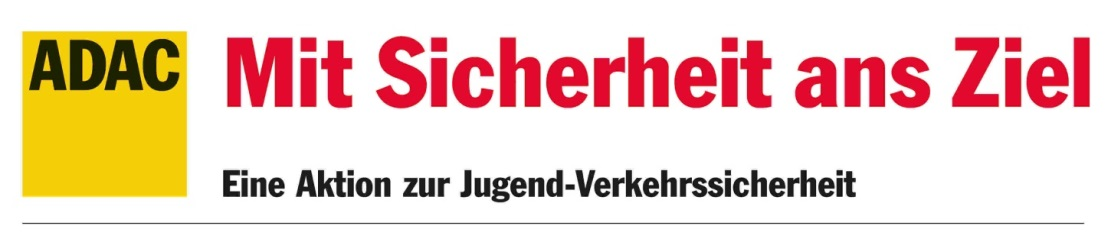 ADAC
Mit Sicherheit ans Ziel
Eine Aktion zur Jugend-Verkehrssicherheit